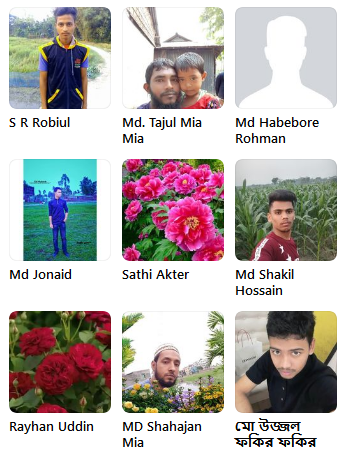 S R Robiul
Md. Tajul Mia
Mia
Md Habebore
Rohman
Md Jonaid
Sathi Akter
Md Shakil
Hossain
Rayhan Uddin
MD Shahajan
Mia
মো উজ্জল
ফকির ফকির